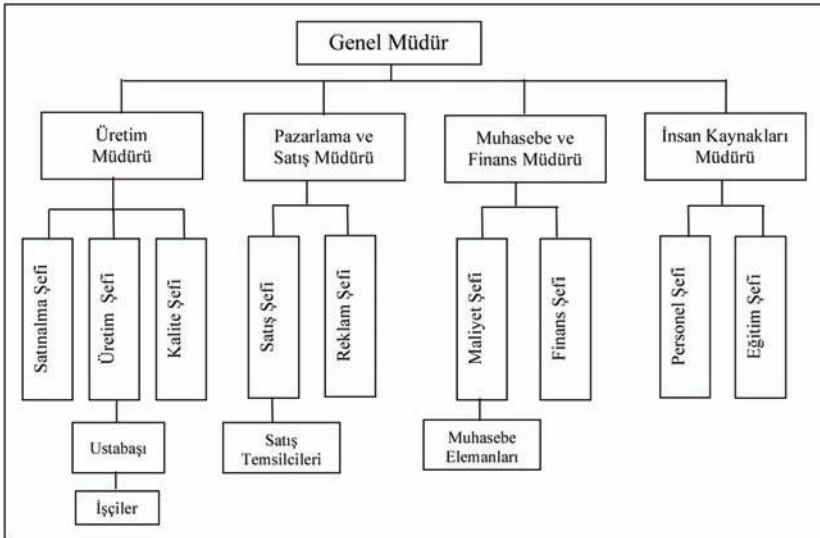 Genel Müdür
Üretim
Müdürü
Pazarlama ve
Satış Müdürü
Muhasebe ve
Finans Müdürü
İnsan Kaynakları
Müdürü
Satınalma Şefi
Üretim Şefi
Kalite Şefi
Satış Şefi
Reklam Şefi
Maliyet Şefi
Finans Şefi
Personel Şefi
Eğitim Şefi
Ustabaşı
Satış
Temsilcileri
Muhasebe
Elemanları
İşçiler